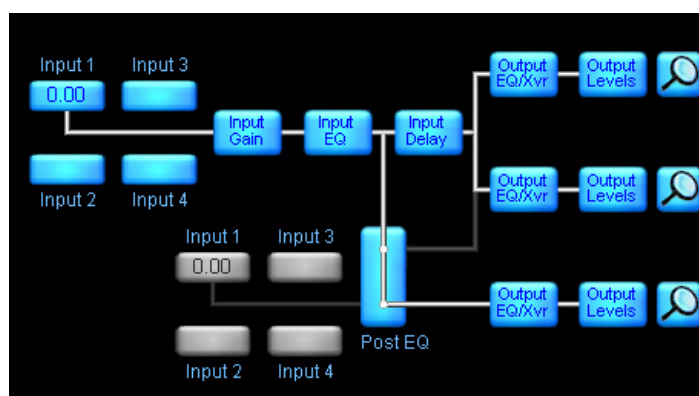 Input 1
Input 3
0.00
Input 2
Input 4
Input
Gain
Input
EQ
Input
Delay
Output
EQ/Xvr
Output
Levels
Output
EQ/Xvr
Output
Levels
Input 1
Input 3
0.00
Input 2
Input 4
Post EQ
Output
EQ/Xvr
Output
Levels